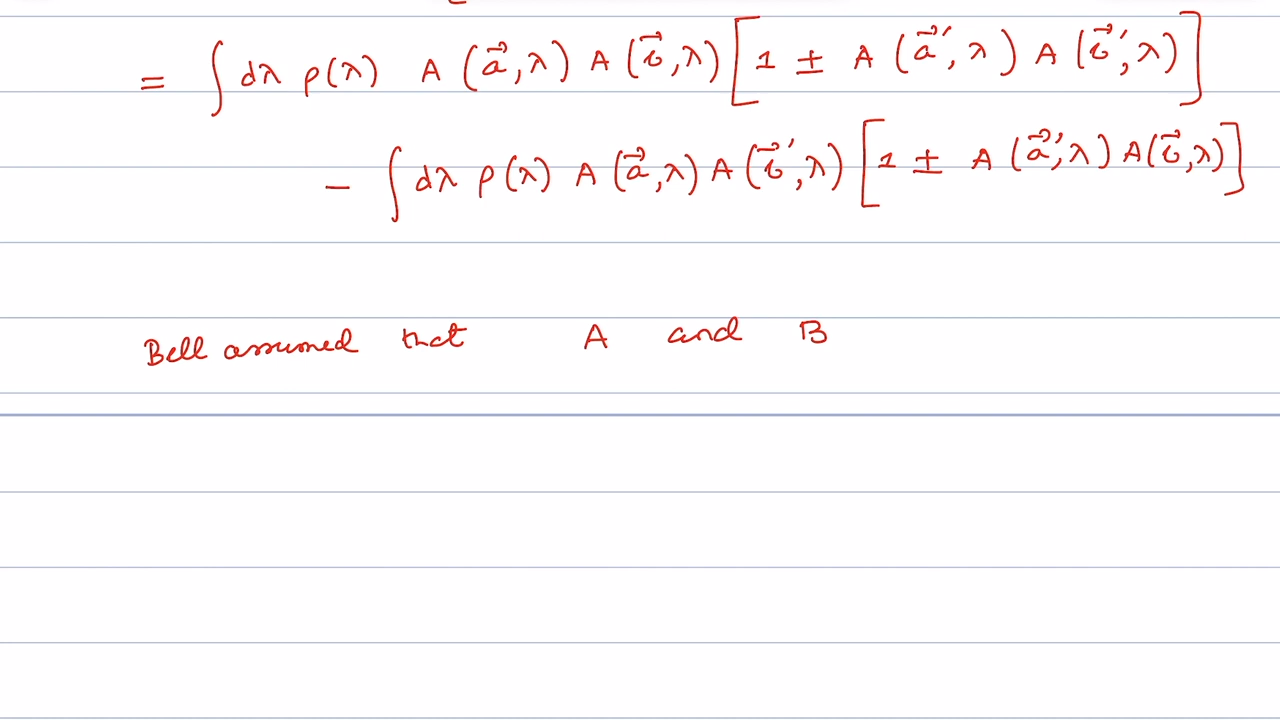 = ∫ dλ ρ(λ) A(a⃗,λ) A(b⃗,λ) [1 ± A(a⃗′,λ) A(b⃗′,λ)]
− ∫ dλ ρ(λ) A(a⃗,λ) A(b⃗′,λ) [1 ± A(a⃗′,λ) A(b⃗,λ)]
Bell assumed that A and B